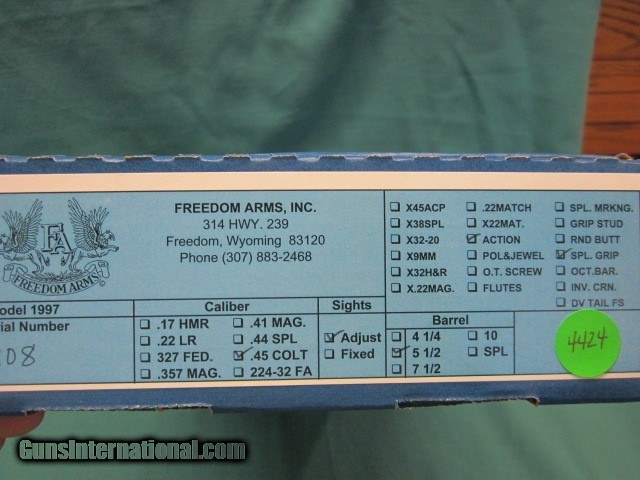 FA
FREEDOM ARMS
FREEDOM ARMS, INC.
314 HWY. 239
Freedom, Wyoming 83120
Phone (307) 883-2468
X45ACP .22MATCH SPL. MRKNG.
X38SPL X22MAT. GRIP STUD
X32-20 ACTION RND BUTT
X9MM POL&JEWEL SPL. GRIP
X32H&R O.T. SCREW OCT.BAR.
X.22MAG. FLUTES INV. CRN.
DV TAIL FS
odel 1997 Caliber Sights Barrel
ial Number
08
.17 HMR .41 MAG.
.22 LR .44 SPL
327 FED. .45 COLT
.357 MAG. 224-32 FA
Adjust
Fixed
4 1/4 10
5 1/2 SPL
7 1/2
4424
GunsInternational.com